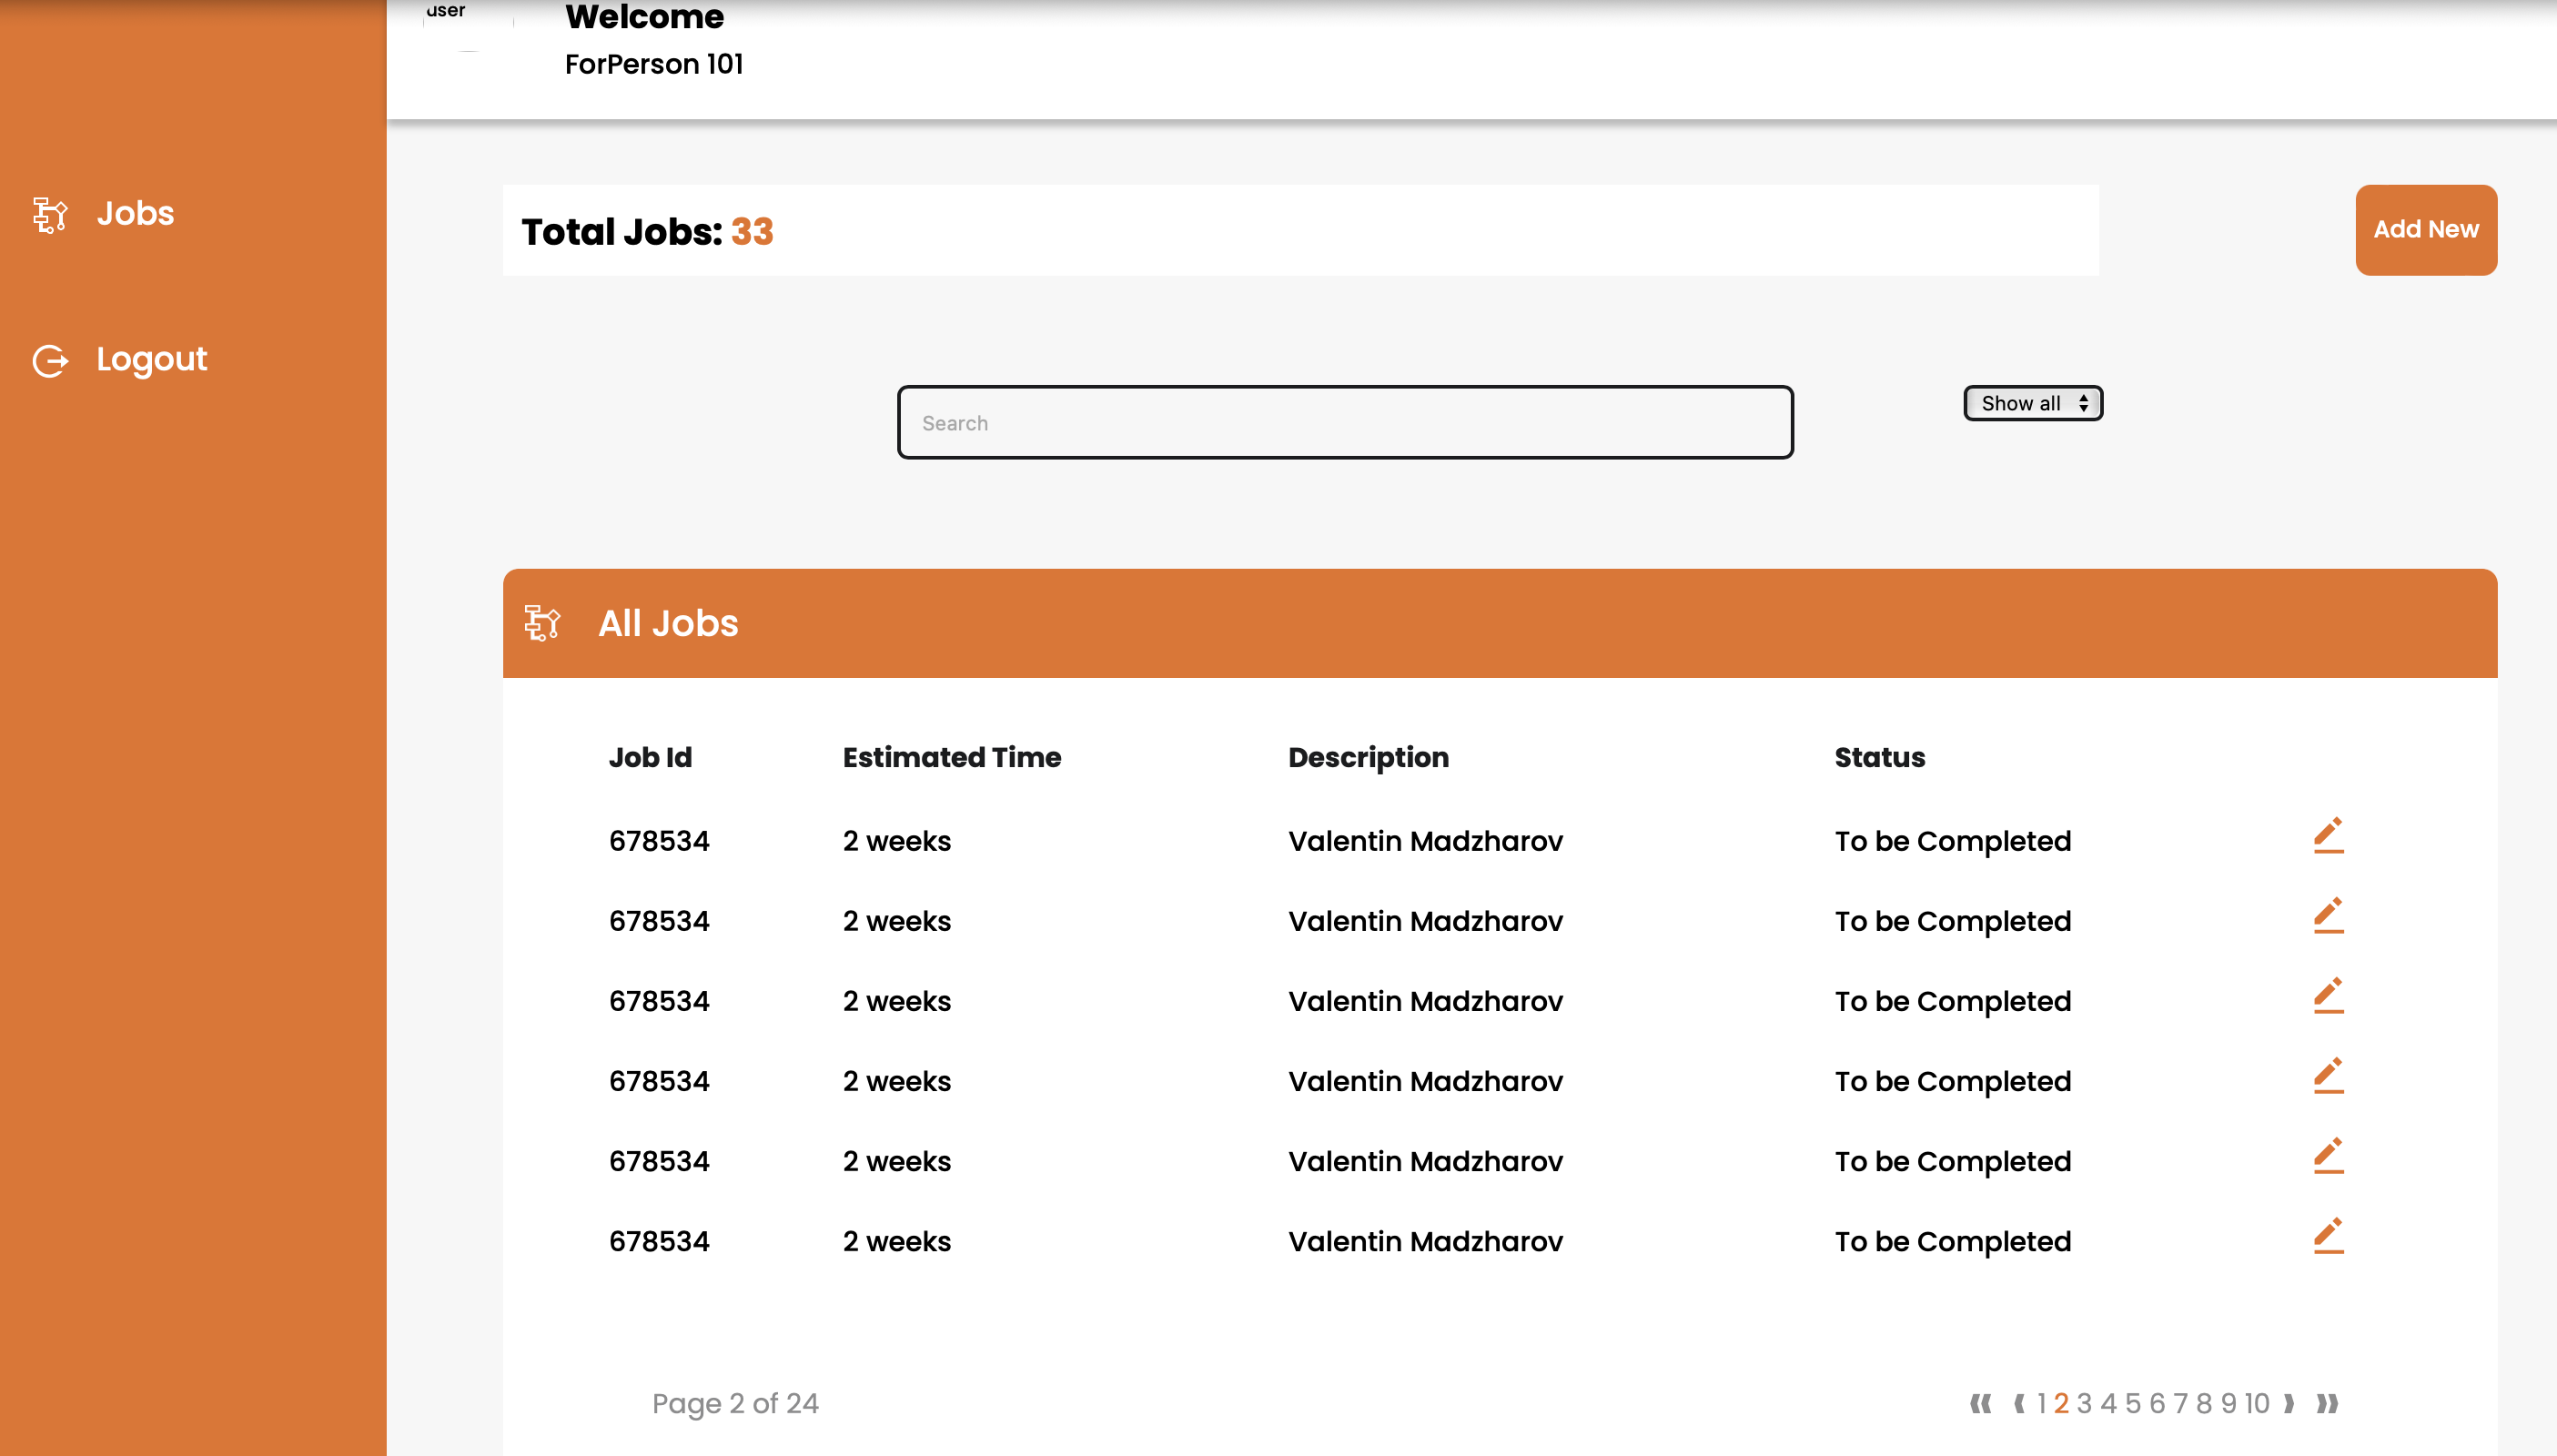 user
Welcome
ForPerson 101
Jobs
Logout
Total Jobs: 33
Add New
Search
Show all
All Jobs
Job Id Estimated Time Description Status
678534 2 weeks Valentin Madzharov To be Completed
678534 2 weeks Valentin Madzharov To be Completed
678534 2 weeks Valentin Madzharov To be Completed
678534 2 weeks Valentin Madzharov To be Completed
678534 2 weeks Valentin Madzharov To be Completed
678534 2 weeks Valentin Madzharov To be Completed
Page 2 of 24
1 2 3 4 5 6 7 8 9 10